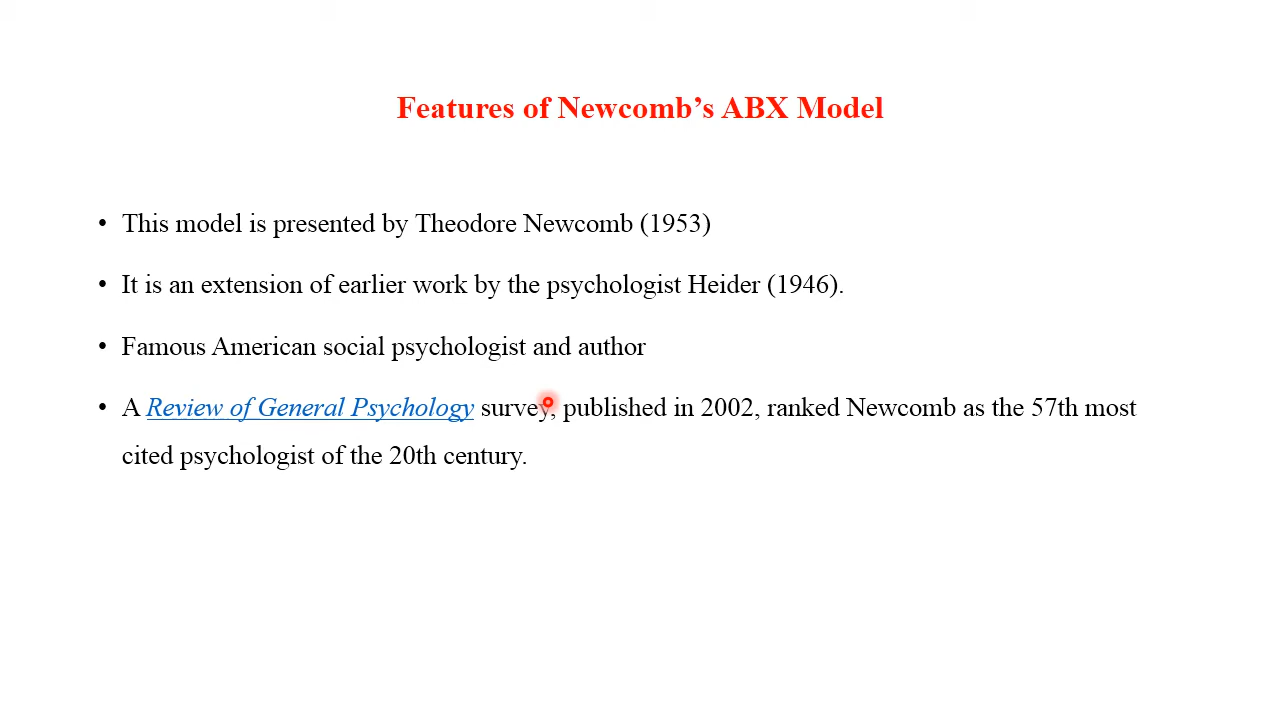 Features of Newcomb’s ABX Model
• This model is presented by Theodore Newcomb (1953)
• It is an extension of earlier work by the psychologist Heider (1946).
• Famous American social psychologist and author
• A Review of General Psychology survey, published in 2002, ranked Newcomb as the 57th most
cited psychologist of the 20th century.